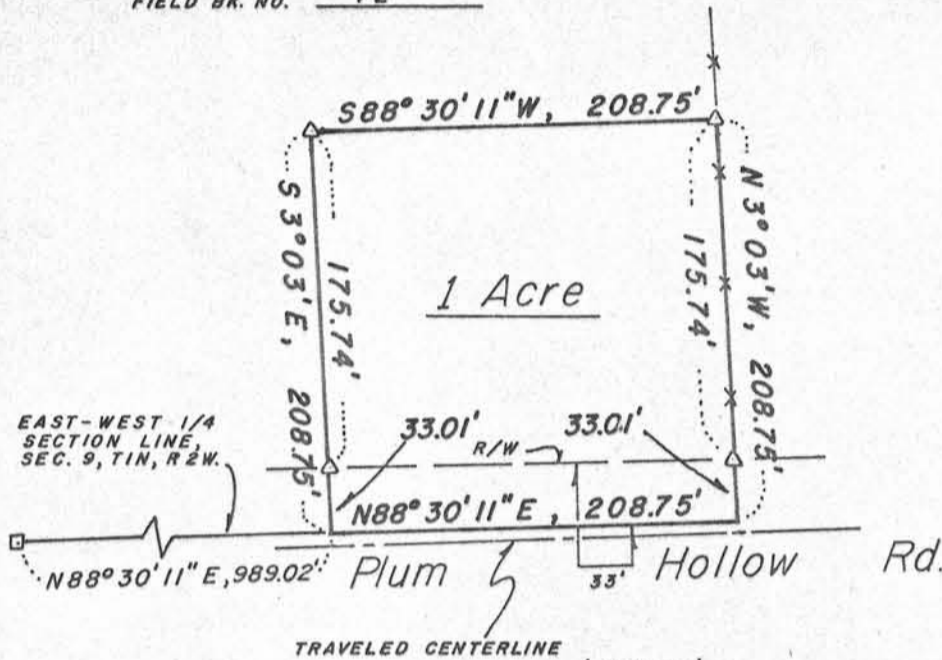 FIELD BK. NO.
S88° 30' 11" W, 208.75'
S 3° 03' E, 208.75'
175.74'
N 3° 03' W, 208.75'
175.74'
1 Acre
EAST-WEST 1/4
SECTION LINE,
SEC. 9, T1N, R2W.
33.01'
R/W
33.01'
N88° 30' 11" E, 208.75'
N88° 30' 11" E, 989.02'
Plum Hollow Rd.
33'
TRAVELED CENTERLINE